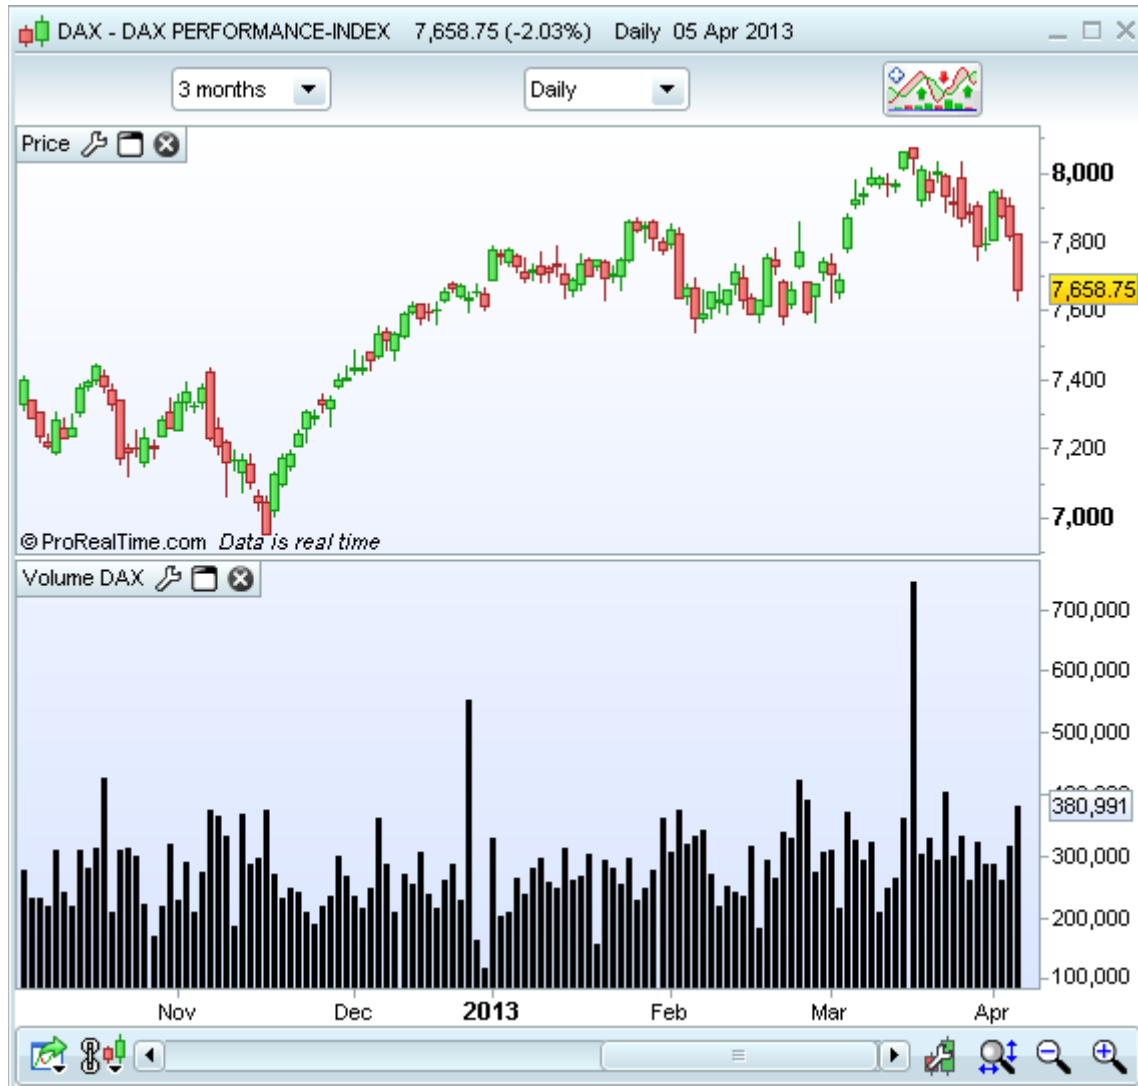 DAX - DAX PERFORMANCE-INDEX 7,658.75 (-2.03%) Daily 05 Apr 2013
3 months Daily
Price
8,000
7,800
7,658.75
7,600
7,400
7,200
7,000
© ProRealTime.com Data is real time
Volume DAX
700,000
600,000
500,000
380,991
300,000
200,000
100,000
Nov Dec 2013 Feb Mar Apr